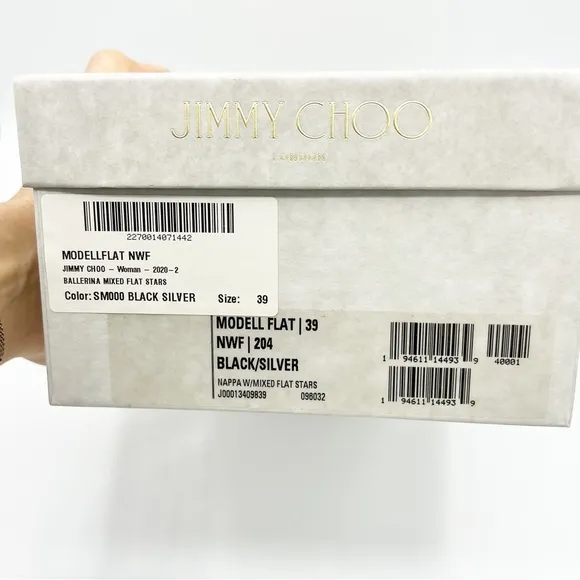 JIMMY CHOO
2270014071442
MODELLFLAT NWF
JIMMY CHOO – Woman – 2020-2
BALLERINA MIXED FLAT STARS
Color: SM000 BLACK SILVER Size: 39
MODELL FLAT | 39
NWF | 204
BLACK/SILVER
NAPPA W/MIXED FLAT STARS
J00013409839 098032
1 94611 14493 9 40001
1 94611 14493 9